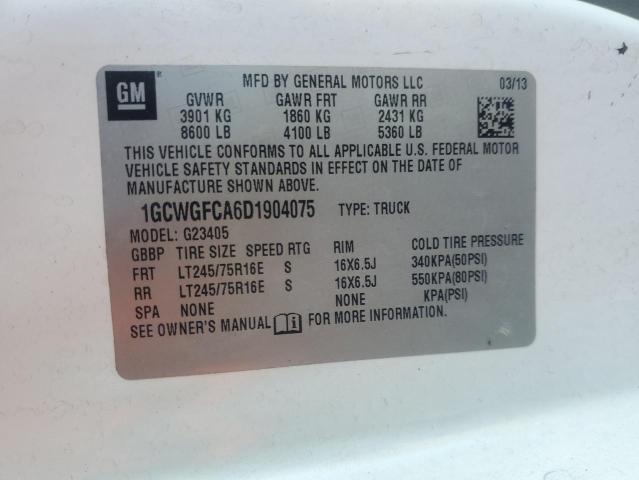 GM ®
MFD BY GENERAL MOTORS LLC 03/13
GVWR GAWR FRT GAWR RR
3901 KG 1860 KG 2431 KG
8600 LB 4100 LB 5360 LB
THIS VEHICLE CONFORMS TO ALL APPLICABLE U.S. FEDERAL MOTOR
VEHICLE SAFETY STANDARDS IN EFFECT ON THE DATE OF
MANUFACTURE SHOWN ABOVE.
1GCWGFCA6D1904075 TYPE: TRUCK
MODEL: G23405
GBBP TIRE SIZE SPEED RTG RIM COLD TIRE PRESSURE
FRT LT245/75R16E S 16X6.5J 340KPA(50PSI)
RR LT245/75R16E S 16X6.5J 550KPA(80PSI)
SPA NONE NONE KPA(PSI)
SEE OWNER'S MANUAL FOR MORE INFORMATION.